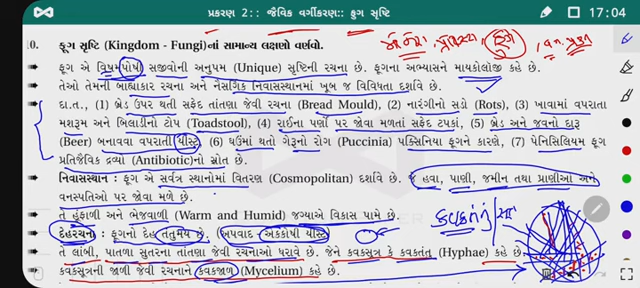 પ્રકરણ 2:: જૈવિક વર્ગીકરણ:: ફૂગ સૃષ્ટિ
17:04
10. ફૂગ સૃષ્ટિ (Kingdom - Fungi)નાં સામાન્ય લક્ષણો વર્ણવો.
ફૂગ એ વિષમપોષી સજીવોની અનુપમ (Unique) સૃષ્ટિની રચના છે. ફૂગના અભ્યાસને માયકોલોજી કહે છે.
તેઓ તેમની બાહ્યાકાર રચના અને નૈસર્ગિક નિવાસસ્થાનમાં ખૂબ જ વિવિધતા દર્શાવે છે.
દા.ત., (1) બ્રેડ ઉપર થતી સફેદ તાંતણા જેવી રચના (Bread Mould), (2) નારંગીનો સડો (Rots), (3) ખાવામાં વપરાતા
મશરૂમ અને બિલાડીનો ટોપ (Toadstool), (4) રાઈના પર્ણો પર જોવા મળતાં સફેદ ટપકાં, (5) બ્રેડ અને જવનો દારૂ
(Beer) બનાવવા વપરાતી યીસ્ટ, (6) ઘઉંમાં થતો ગેરૂનો રોગ (Puccinia) પક્સિનિયા ફૂગને કારણે, (7) પેનિસિલિયમ ફૂગ
પ્રતિજૈવિક દ્રવ્યો (Antibiotic)નો સ્રોત છે.
નિવાસસ્થાન : ફૂગ એ સર્વત્ર સ્થાનોમાં વિતરણ (Cosmopolitan) દર્શાવે છે. જે હવા, પાણી, જમીન તથા પ્રાણીઓ અને
વનસ્પતિઓ પર જોવા મળે છે.
તે હૂંફાળી અને ભેજવાળી (Warm and Humid) જગ્યાએ વિકાસ પામે છે.
દેહરચના : ફૂગનો દેહ તંતુમય છે. (અપવાદ - એકકોષી યીસ્ટ)
તે લાંબી, પાતળા સૂતરના તાંતણા જેવી રચનાઓ ધરાવે છે. જેને કવકસૂત્ર કે કવકતંતુ (Hyphae) કહે છે.
કવકસૂત્રની જાળી જેવી રચનાને કવકજાળ (Mycelium) કહે છે.